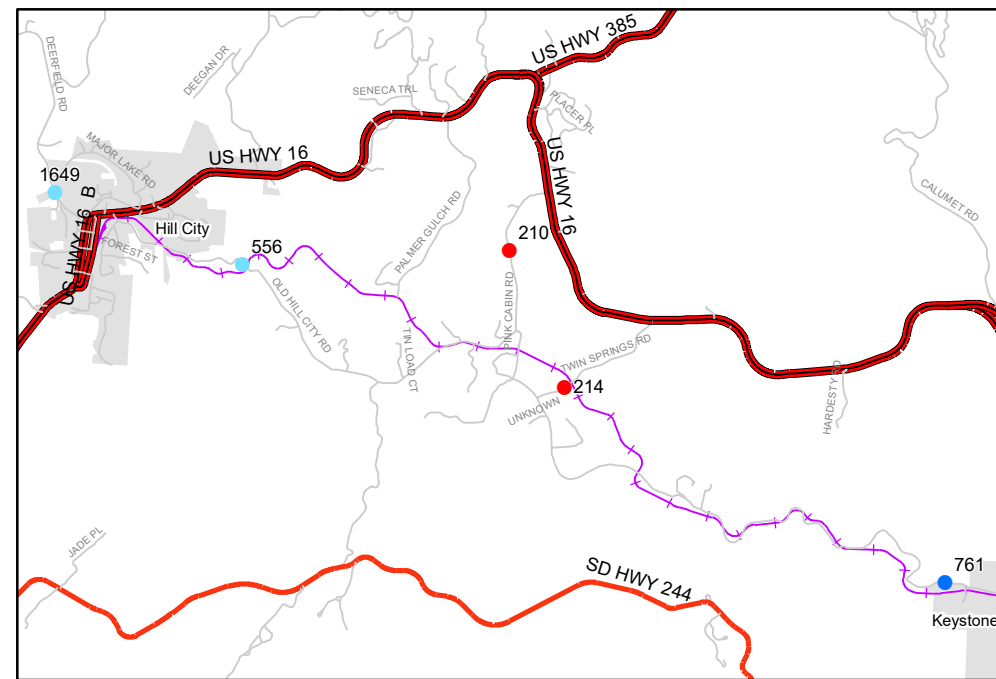 US HWY 385
DEERFIELD RD
DEEGAN DR
SENECA TRL
PLACER PL
MAJOR LAKE RD
US HWY 16
US HWY 16
1649
CALUMET RD
US HWY 16 B
Hill City
FOREST ST
210
PALMER GULCH RD
556
OLD HILL CITY RD
PINK CABIN RD
TIN LOAD CT
TWIN SPRINGS RD
214
UNKNOWN
HARDESTY RD
JADE PL
SD HWY 244
761
Keystone